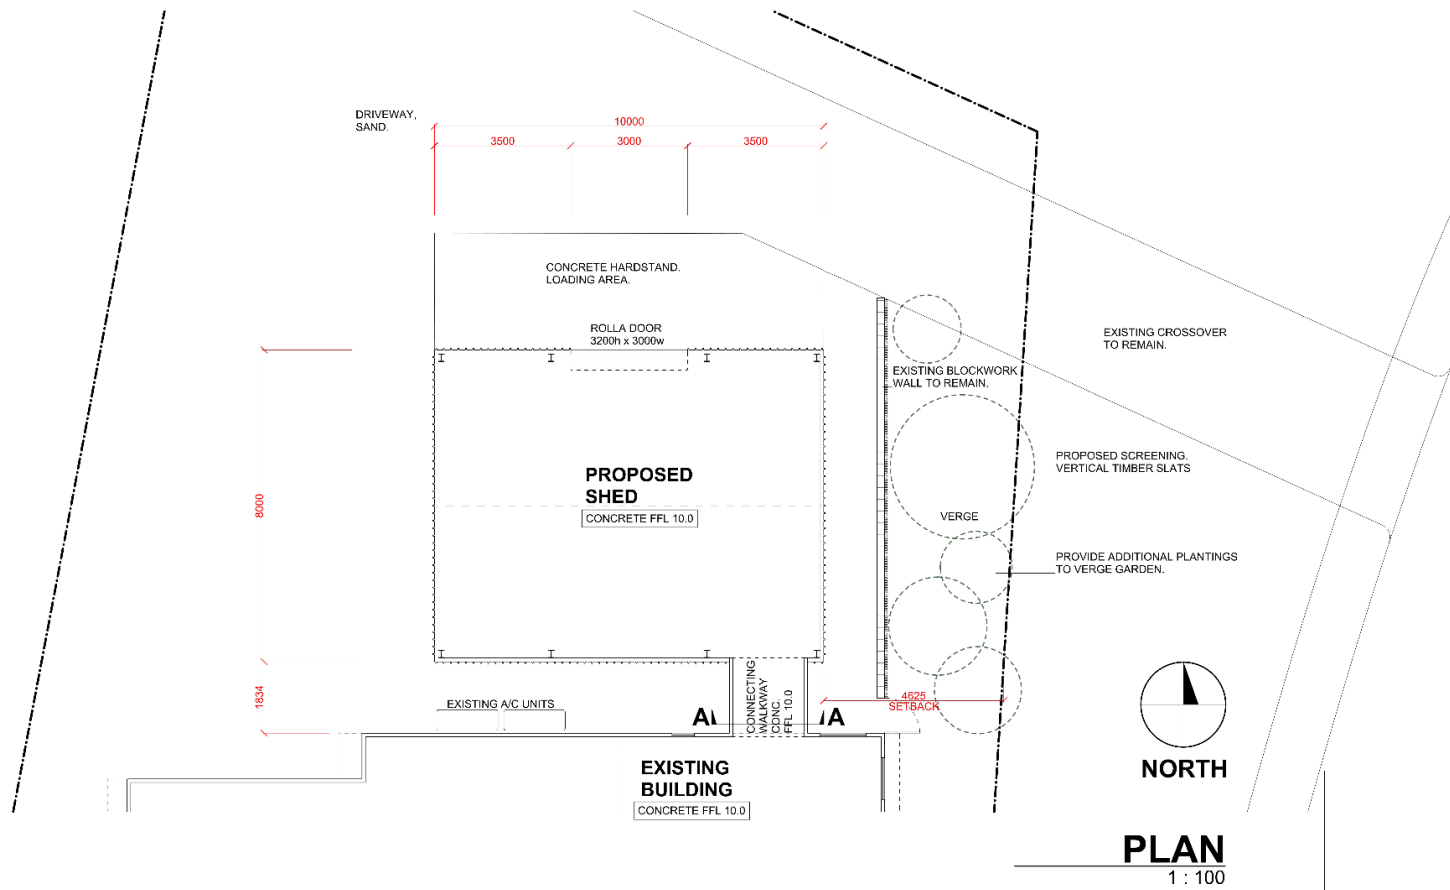 DRIVEWAY,
SAND.
10000
3500
3000
3500
CONCRETE HARDSTAND.
LOADING AREA.
ROLLA DOOR
3200h x 3000w
EXISTING CROSSOVER
TO REMAIN.
EXISTING BLOCKWORK
WALL TO REMAIN.
PROPOSED SCREENING.
VERTICAL TIMBER SLATS
PROPOSED
SHED
CONCRETE FFL 10.0
8000
VERGE
PROVIDE ADDITIONAL PLANTINGS
TO VERGE GARDEN.
1834
EXISTING A/C UNITS
A
CONNECTING
WALKWAY
CONC.
FFL 10.0
A
4625
SETBACK
EXISTING
BUILDING
CONCRETE FFL 10.0
NORTH
PLAN
1 : 100